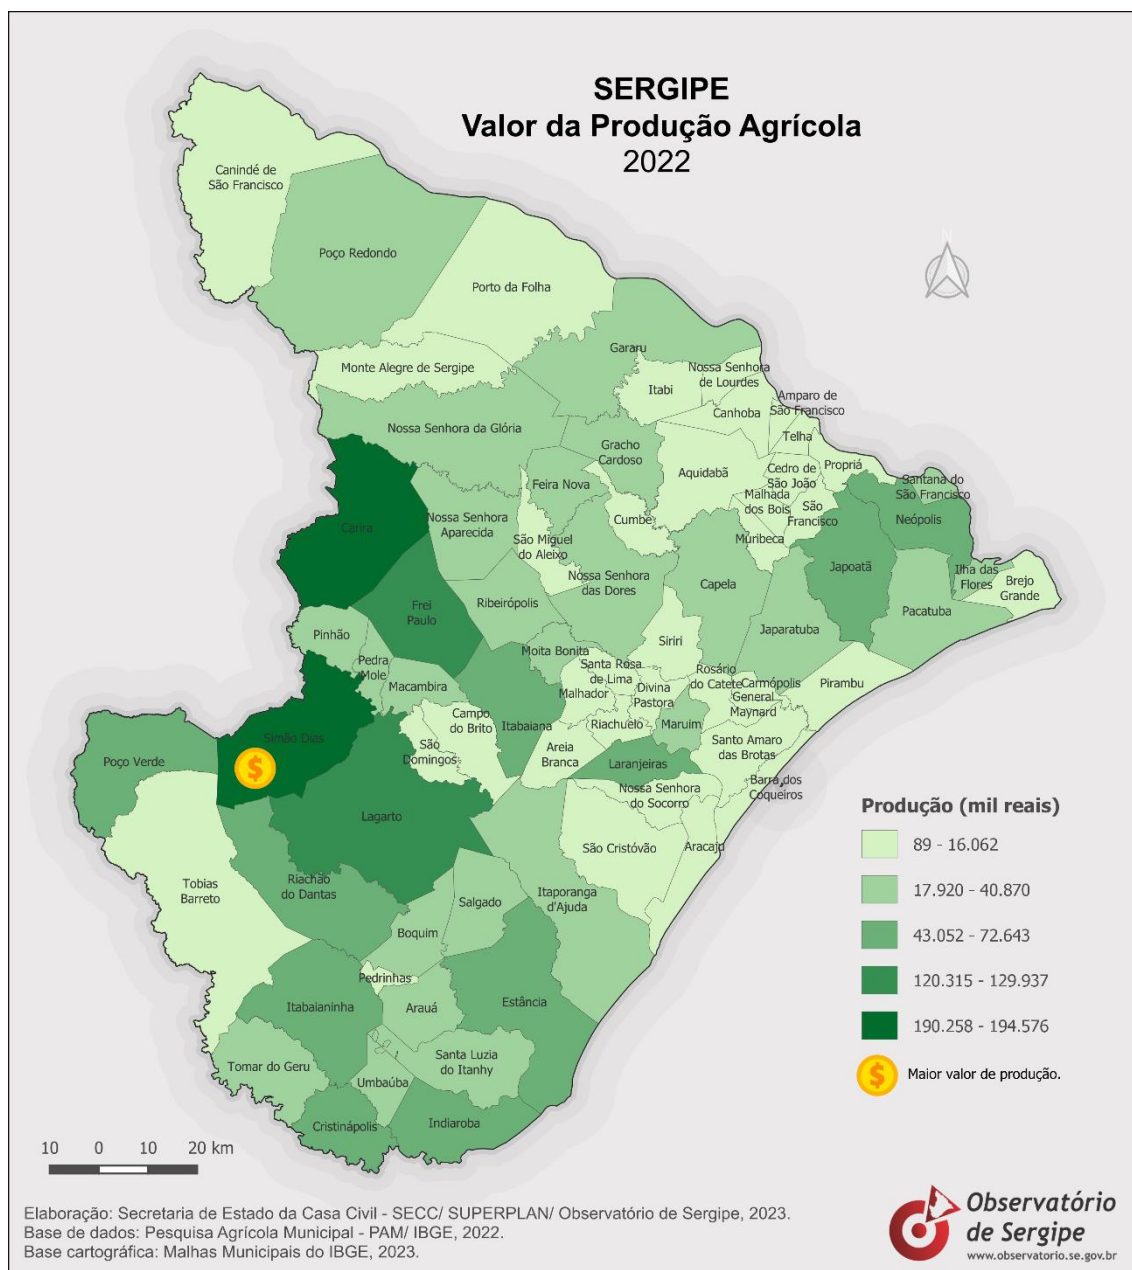 SERGIPE
Valor da Produção Agrícola
2022
N
Canindé de
São Francisco
Poço Redondo
Porto da Folha
Monte Alegre de Sergipe
Gararu
Nossa Senhora
de Lourdes
Itabi
Amparo de
São Francisco
Canhoba
Nossa Senhora da Glória
Telha
Gracho
Cardoso
Propriá
Aquidabã
Cedro de
São João
Santana do
São Francisco
Feira Nova
Malhada
dos Bois
São
Francisco
Neópolis
Carira
Nossa Senhora
Aparecida
Cumbe
São Miguel
do Aleixo
Muribeca
Japoatã
Ilha das
Flores
Brejo
Grande
Nossa Senhora
das Dores
Capela
Frei
Paulo
Ribeirópolis
Pacatuba
Japaratuba
Pinhão
Siriri
Moita Bonita
Pedra
Mole
Santa Rosa
de Lima
Rosário
do Catete
Carmópolis
Pirambu
Macambira
Malhador
Divina
Pastora
General
Maynard
Campo
do Brito
Itabaiana
Riachuelo
Maruim
Simão Dias
São
Domingos
Areia
Branca
Santo Amaro
das Brotas
Poço Verde
Laranjeiras
Barra dos
Coqueiros
Nossa Senhora
do Socorro
Lagarto
São Cristóvão
Aracaju
Tobias
Barreto
Riachão
do Dantas
Itaporanga
d'Ajuda
Salgado
Boquim
Pedrinhas
Itabaianinha
Arauá
Estância
Santa Luzia
do Itanhy
Tomar do Geru
Umbaúba
Cristinápolis
Indiaroba
Produção (mil reais)
89 - 16.062
17.920 - 40.870
43.052 - 72.643
120.315 - 129.937
190.258 - 194.576
$ Maior valor de produção.
$
10 0 10 20 km
Elaboração: Secretaria de Estado da Casa Civil - SECC/ SUPERPLAN/ Observatório de Sergipe, 2023.
Base de dados: Pesquisa Agrícola Municipal - PAM/ IBGE, 2022.
Base cartográfica: Malhas Municipais do IBGE, 2023.
Observatório
de Sergipe
www.observatorio.se.gov.br